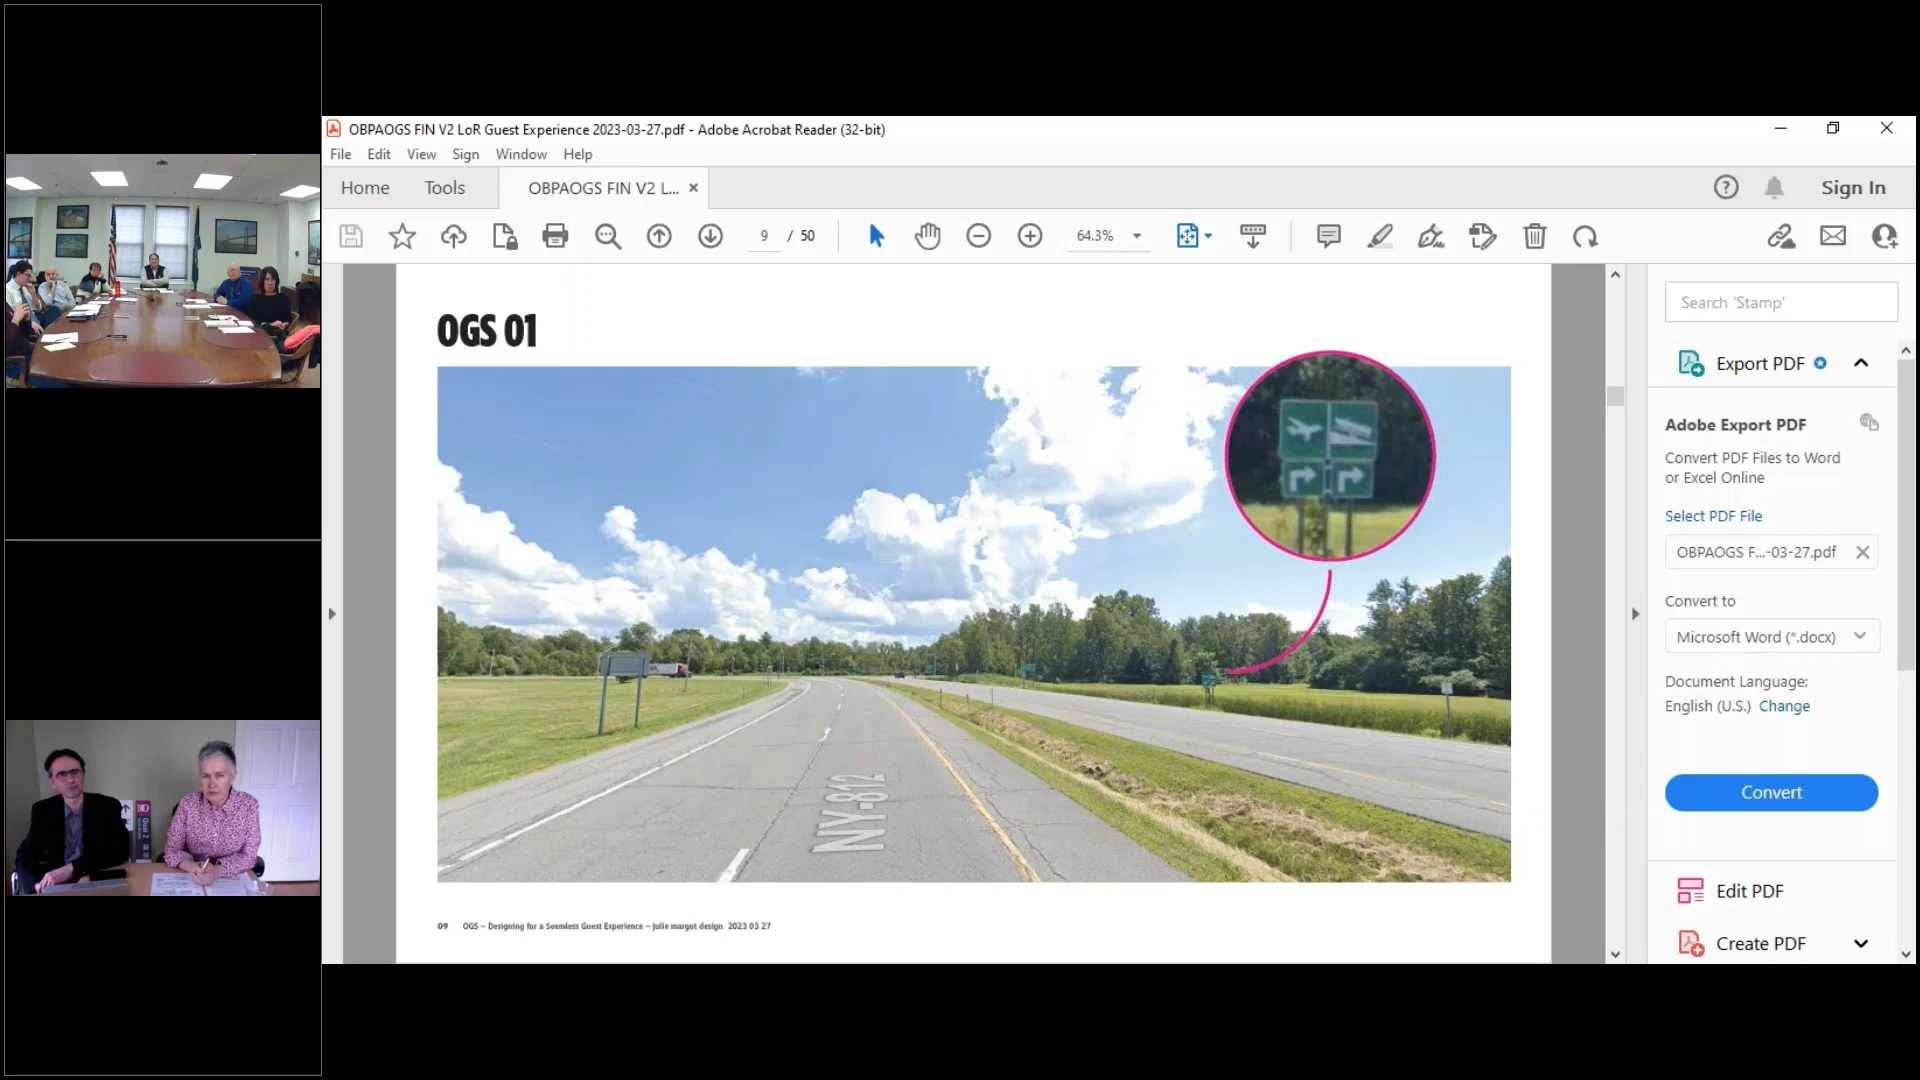 OBPAOGS FIN V2 LoR Guest Experience 2023-03-27.pdf - Adobe Acrobat Reader (32-bit)
File Edit View Sign Window Help
Home Tools OBPAOGS FIN V2 L... Sign In
9 / 50 64.3%
OGS 01
NY-812
09 OGS – Designing for a Seemless Guest Experience – julie margot design 2023 03 27
Search 'Stamp'
Export PDF
Adobe Export PDF
Convert PDF Files to Word
or Excel Online
Select PDF File
OBPAOGS F...-03-27.pdf
Convert to
Microsoft Word (*.docx)
Document Language:
English (U.S.) Change
Convert
Edit PDF
Create PDF
Quai 2